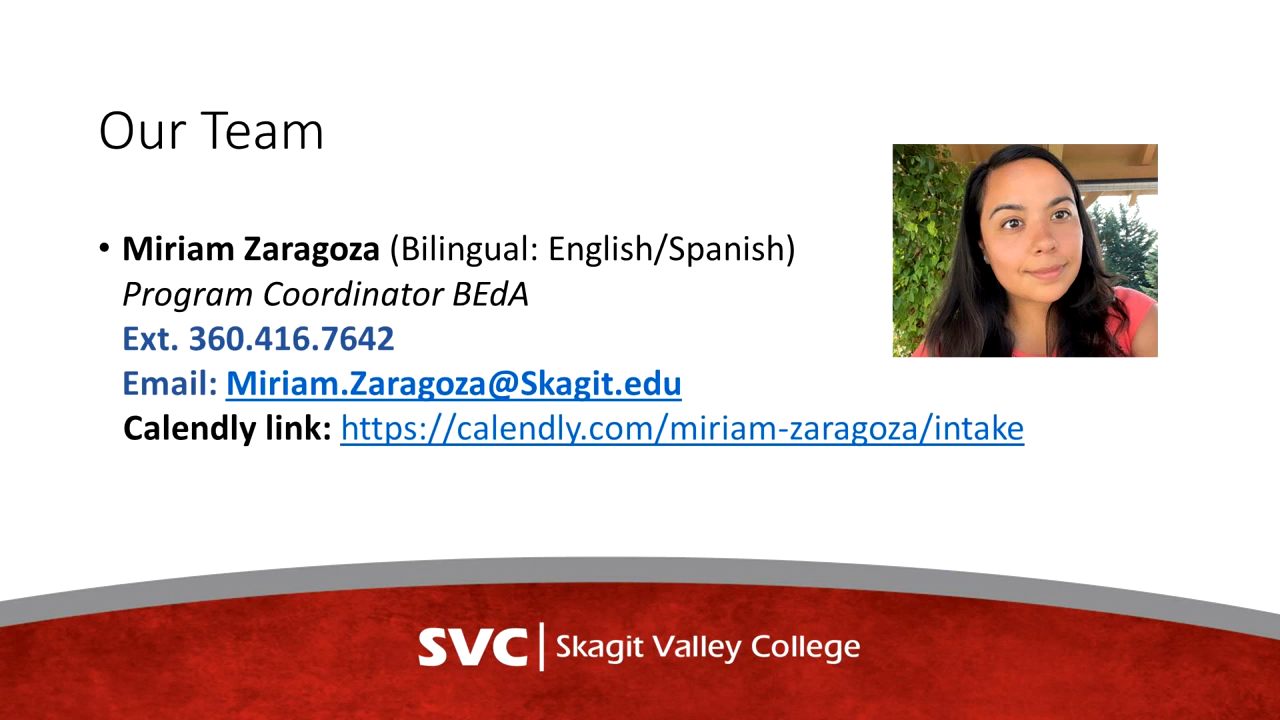 Our Team
• Miriam Zaragoza (Bilingual: English/Spanish)
Program Coordinator BEdA
Ext. 360.416.7642
Email: Miriam.Zaragoza@Skagit.edu
Calendly link: https://calendly.com/miriam-zaragoza/intake
SVC | Skagit Valley College